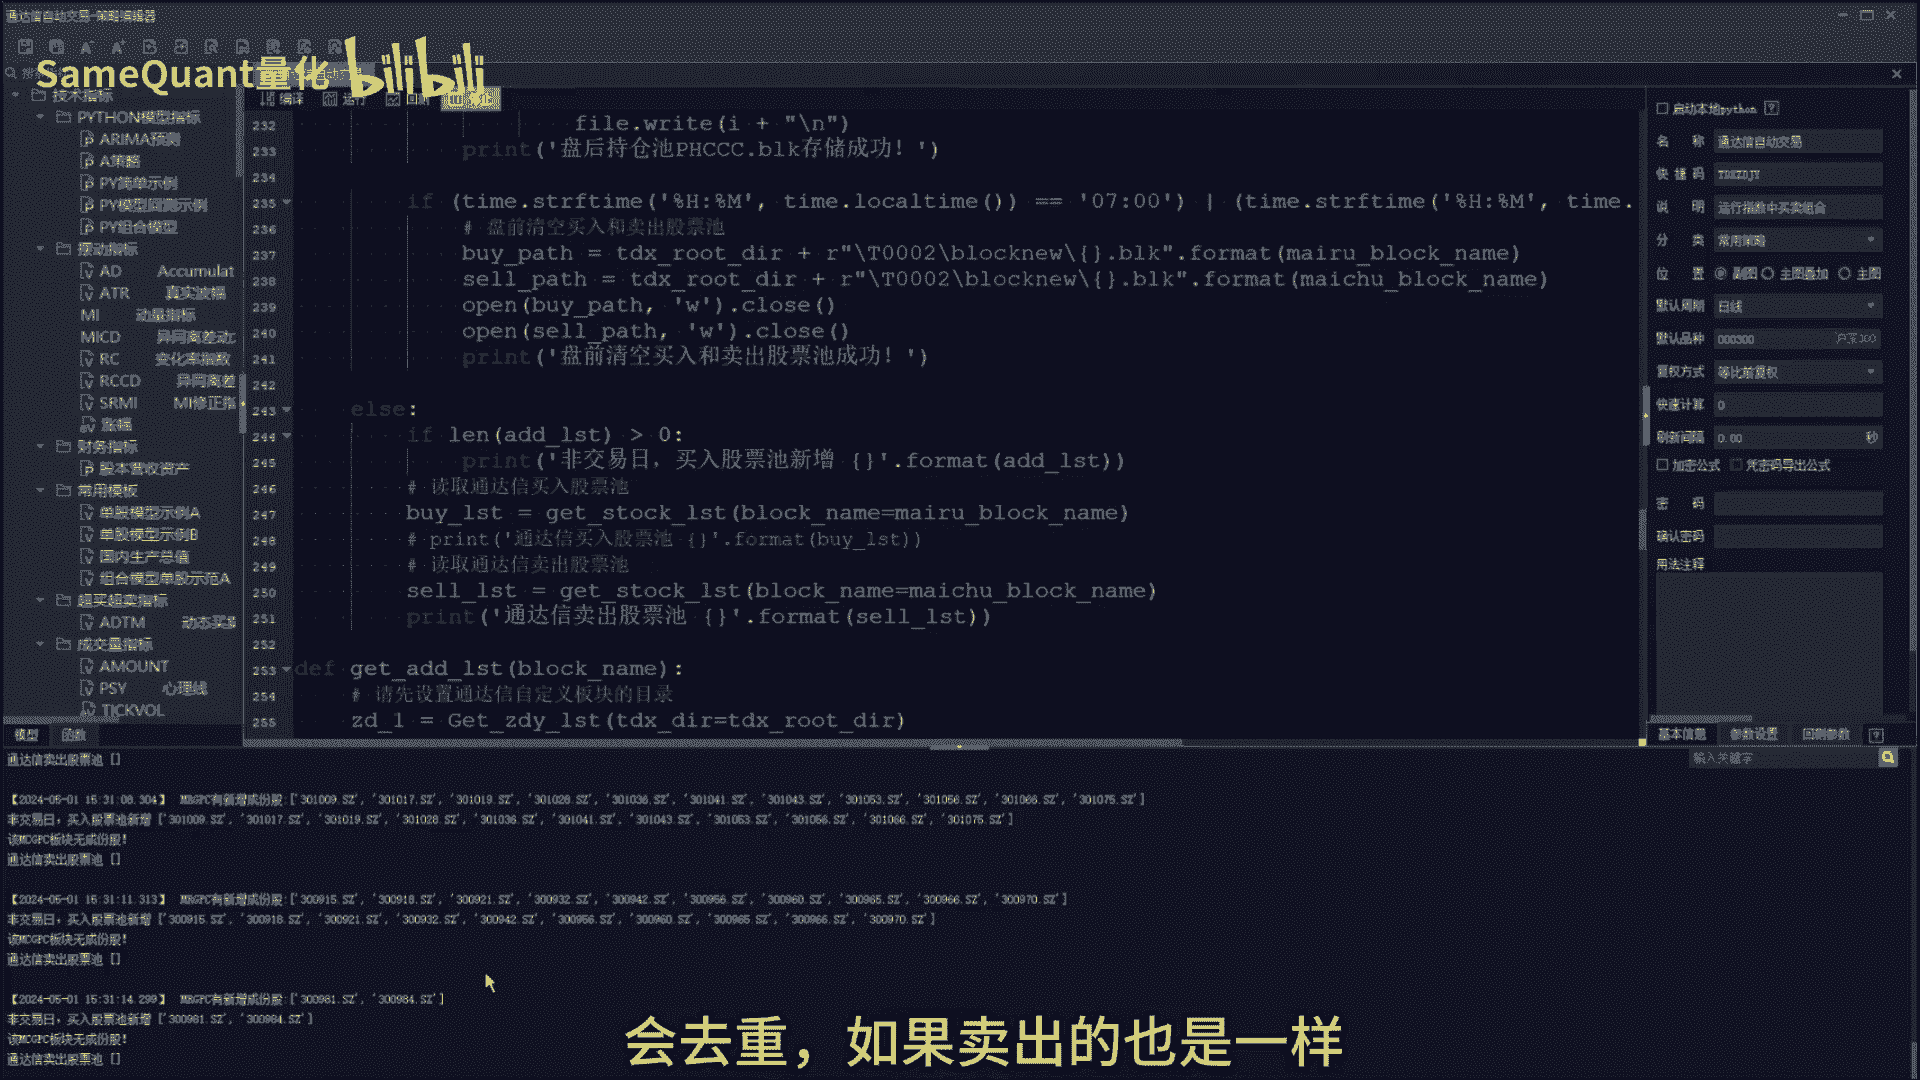 通达信自动交易-策略编辑器
SameQuant量化 bilibili
编译 运行 回测
技术指标
PYTHON模型指标
ARIMA预测
A策略
PY简单示例
PY模型回测示例
PY组合模型
摆动指标
AD Accumulat
ATR 真实波幅
MI 动量指标
MICD 异同离差动
RC 变化率指数
RCCD 异同离差
SRMI MI修正指
涨幅
财务指标
股本营收资产
常用模板
单股模型示例A
单股模型示例B
国内生产总值
组合模型单股示范A
超买超卖指标
ADTM 动态买
成交量指标
AMOUNT
PSY 心理线
TICKVOL
模型 函数
232 file.write(i + "\n")
233 print('盘后持仓池PHCCC.blk存储成功！')
234
235 if (time.strftime('%H:%M', time.localtime()) == '07:00') | (time.strftime('%H:%M', time.
236 # 盘前清空买入和卖出股票池
237 buy_path = tdx_root_dir + r"\T0002\blocknew\{}.blk".format(mairu_block_name)
238 sell_path = tdx_root_dir + r"\T0002\blocknew\{}.blk".format(maichu_block_name)
239 open(buy_path, 'w').close()
240 open(sell_path, 'w').close()
241 print('盘前清空买入和卖出股票池成功！')
242
243 else:
244 if len(add_lst) > 0:
245 print('非交易日，买入股票池新增 {}'.format(add_lst))
246 # 读取通达信买入股票池
247 buy_lst = get_stock_lst(block_name=mairu_block_name)
248 # print('通达信买入股票池 {}'.format(buy_lst))
249 # 读取通达信卖出股票池
250 sell_lst = get_stock_lst(block_name=maichu_block_name)
251 print('通达信卖出股票池 {}'.format(sell_lst))
252
253 def get_add_lst(block_name):
254 # 请先设置通达信自定义板块的目录
255 zd_l = Get_zdy_lst(tdx_dir=tdx_root_dir)
启动本地python
名 称 通达信自动交易
快 捷 码 TDXZDJY
说 明 运行指数中买卖组合
分 类 常用策略
位 置 副图 主图叠加 主图
默认周期 日线
默认品种 000300 沪深300
复权方式 等比前复权
快速计算 0
刷新间隔 0.00 秒
加密公式 凭密码导出公式
密 码
确认密码
用法注释
基本信息 参数设置 回测参数
输入关键字
通达信卖出股票池 []
【2024-05-01 15:31:08.304】 MRGPC有新增成份股:['301009.SZ', '301017.SZ', '301019.SZ', '301028.SZ', '301036.SZ', '301041.SZ', '301043.SZ', '301053.SZ', '301056.SZ', '301066.SZ', '301075.SZ']
非交易日，买入股票池新增 ['301009.SZ', '301017.SZ', '301019.SZ', '301028.SZ', '301036.SZ', '301041.SZ', '301043.SZ', '301053.SZ', '301056.SZ', '301066.SZ', '301075.SZ']
该MCGPC板块无成份股！
通达信卖出股票池 []
【2024-05-01 15:31:11.313】 MRGPC有新增成份股:['300915.SZ', '300918.SZ', '300921.SZ', '300932.SZ', '300942.SZ', '300956.SZ', '300960.SZ', '300965.SZ', '300966.SZ', '300970.SZ']
非交易日，买入股票池新增 ['300915.SZ', '300918.SZ', '300921.SZ', '300932.SZ', '300942.SZ', '300956.SZ', '300960.SZ', '300965.SZ', '300966.SZ', '300970.SZ']
该MCGPC板块无成份股！
通达信卖出股票池 []
【2024-05-01 15:31:14.299】 MRGPC有新增成份股:['300981.SZ', '300984.SZ']
非交易日，买入股票池新增 ['300981.SZ', '300984.SZ']
该MCGPC板块无成份股！
通达信卖出股票池 []
会去重，如果卖出的也是一样